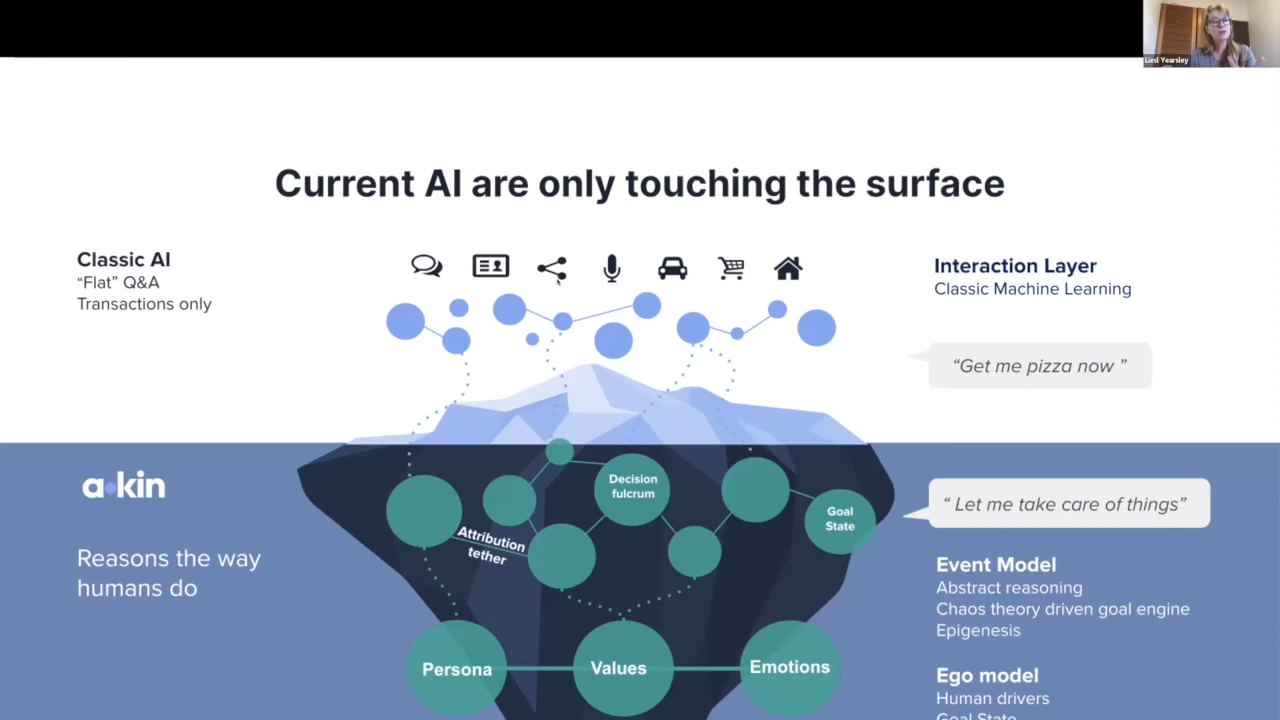 Liesl Yearsley
Current AI are only touching the surface
Classic AI
“Flat” Q&A
Transactions only
Interaction Layer
Classic Machine Learning
“Get me pizza now ”
a•kin
Reasons the way
humans do
Decision
fulcrum
Goal
State
Attribution
tether
Persona
Values
Emotions
“ Let me take care of things”
Event Model
Abstract reasoning
Chaos theory driven goal engine
Epigenesis
Ego model
Human drivers
Goal State